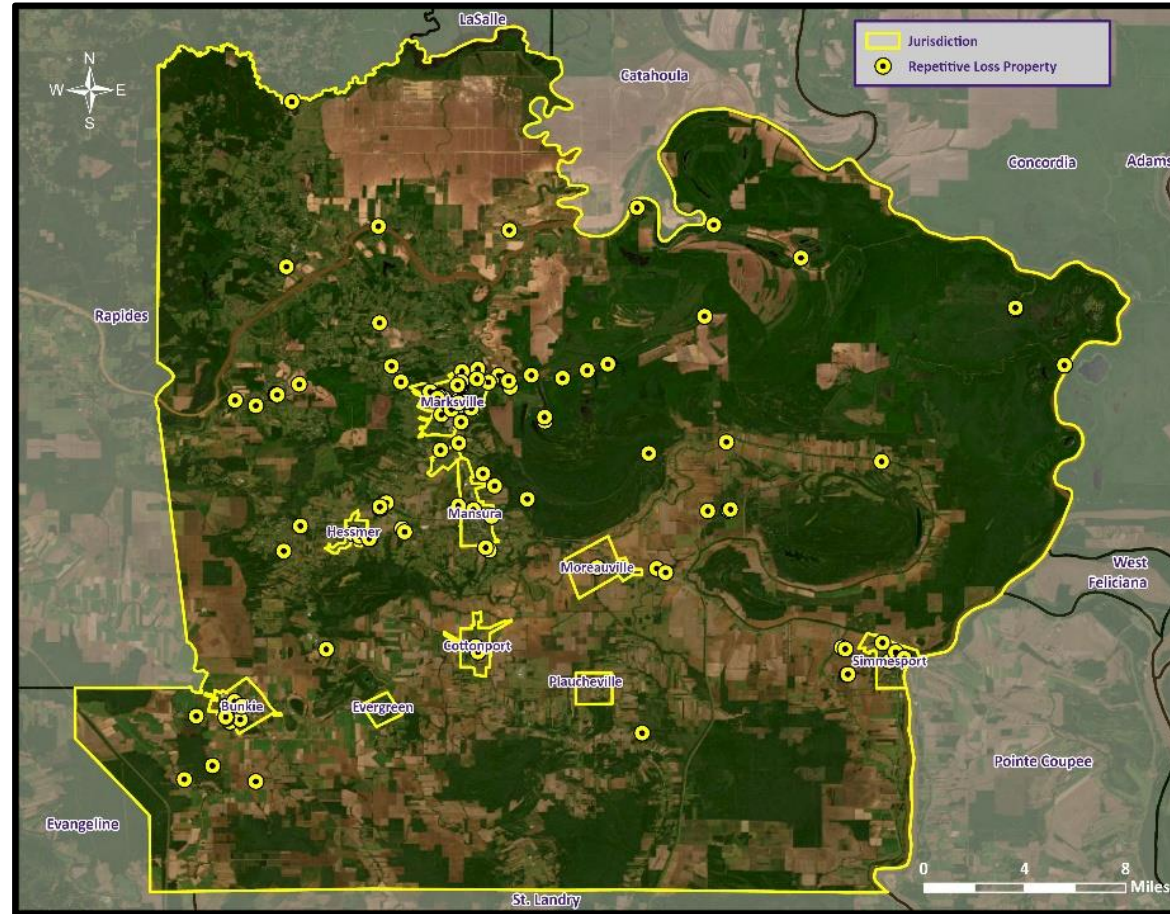 LaSalle
Jurisdiction
Repetitive Loss Property
N
W E
S
Catahoula
Concordia
Adams
Rapides
Marksville
Mansura
Hessmer
Moreauville
West
Feliciana
Cottonport
Simmesport
Plaucheville
Bunkie
Evergreen
Pointe Coupee
Evangeline
0 4 8
Miles
St. Landry